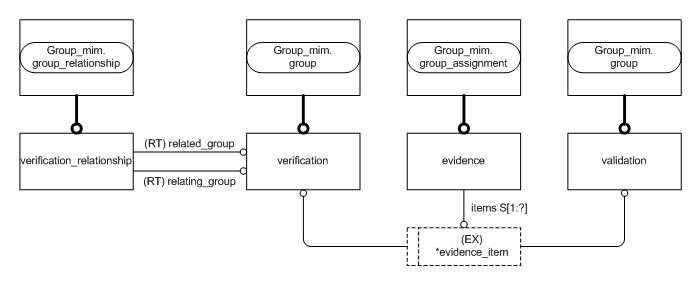 Group_mim.
group_relationship
Group_mim.
group
Group_mim.
group_assignment
Group_mim.
group
verification_relationship
(RT) related_group
(RT) relating_group
verification
evidence
validation
items S[1:?]
(EX)
*evidence_item